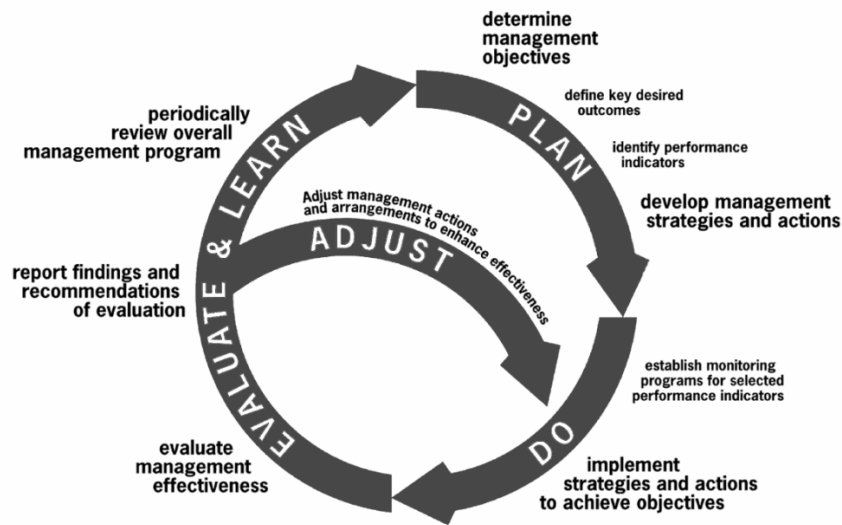 determine
management
objectives
define key desired
outcomes
PLAN
identify performance
indicators
develop management
strategies and actions
establish monitoring
programs for selected
performance indicators
DO
implement
strategies and actions
to achieve objectives
evaluate
management
effectiveness
EVALUATE & LEARN
report findings and
recommendations
of evaluation
periodically
review overall
management program
Adjust management actions
and arrangements to enhance effectiveness
ADJUST